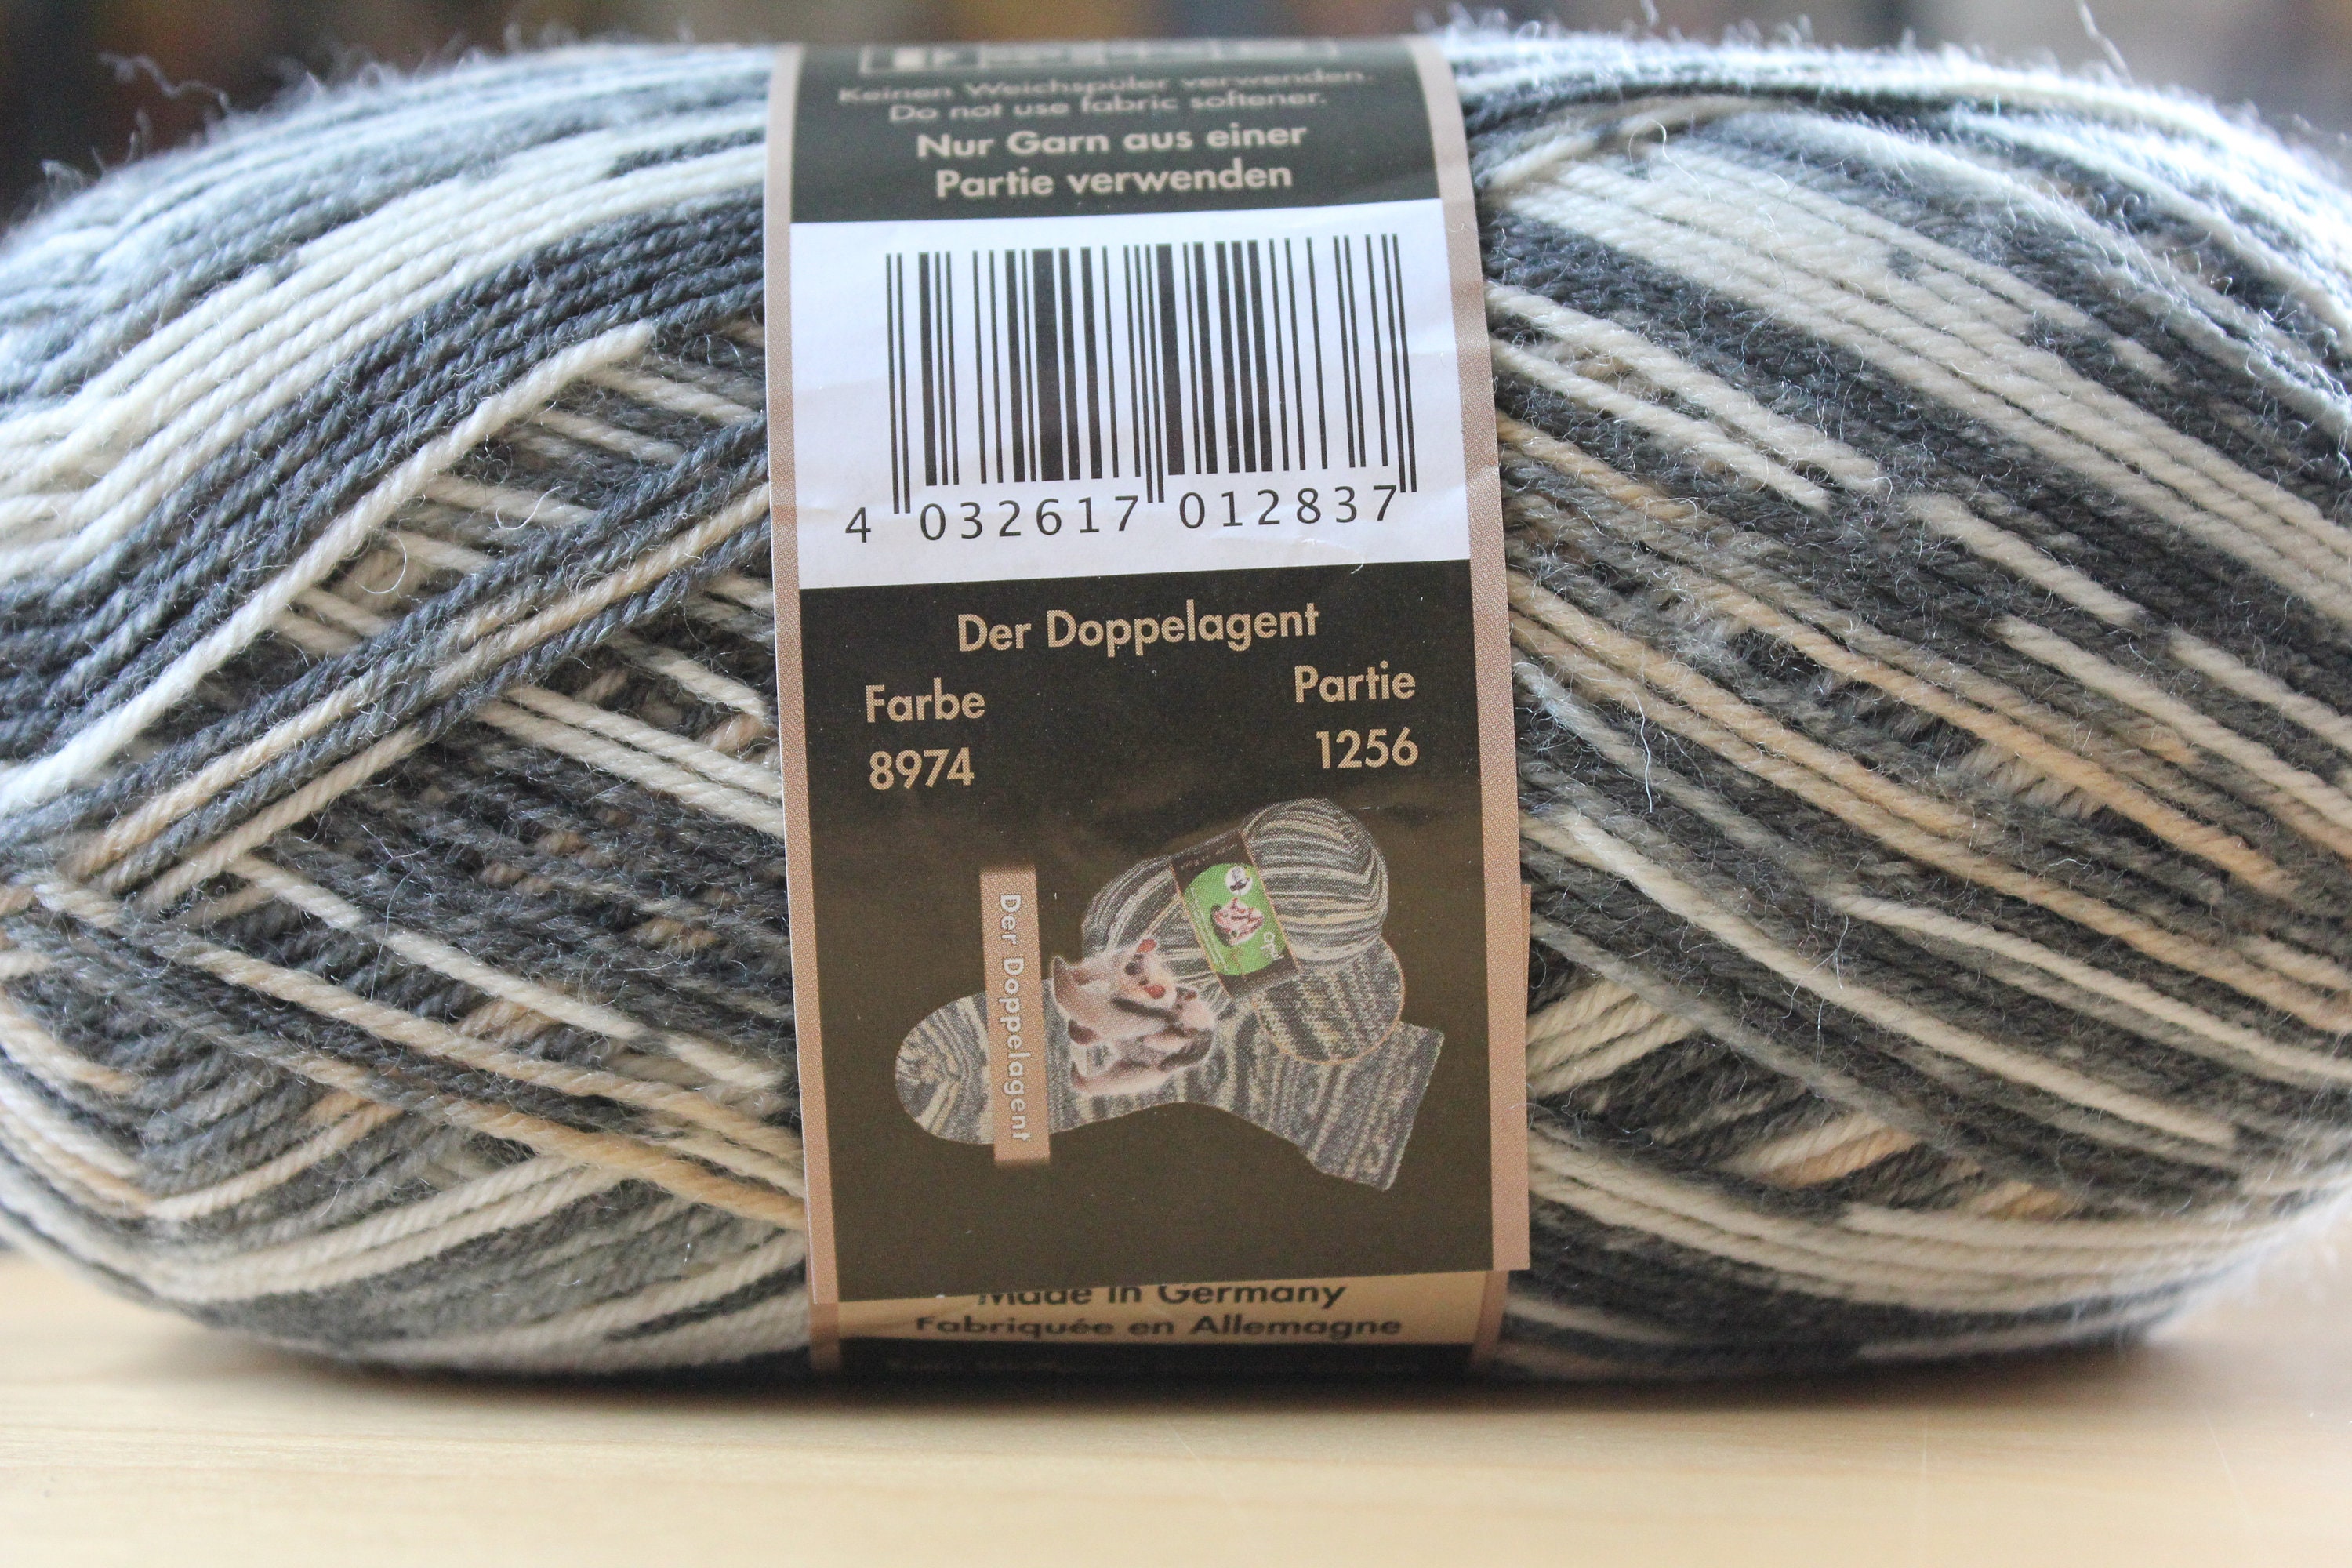 Keinen Weichspüler verwenden.
Do not use fabric softener.
Nur Garn aus einer
Partie verwenden
4 032617 012837
Der Doppelagent
Farbe Partie
8974 1256
Der Doppelagent
Made in Germany
Fabriquée en Allemagne